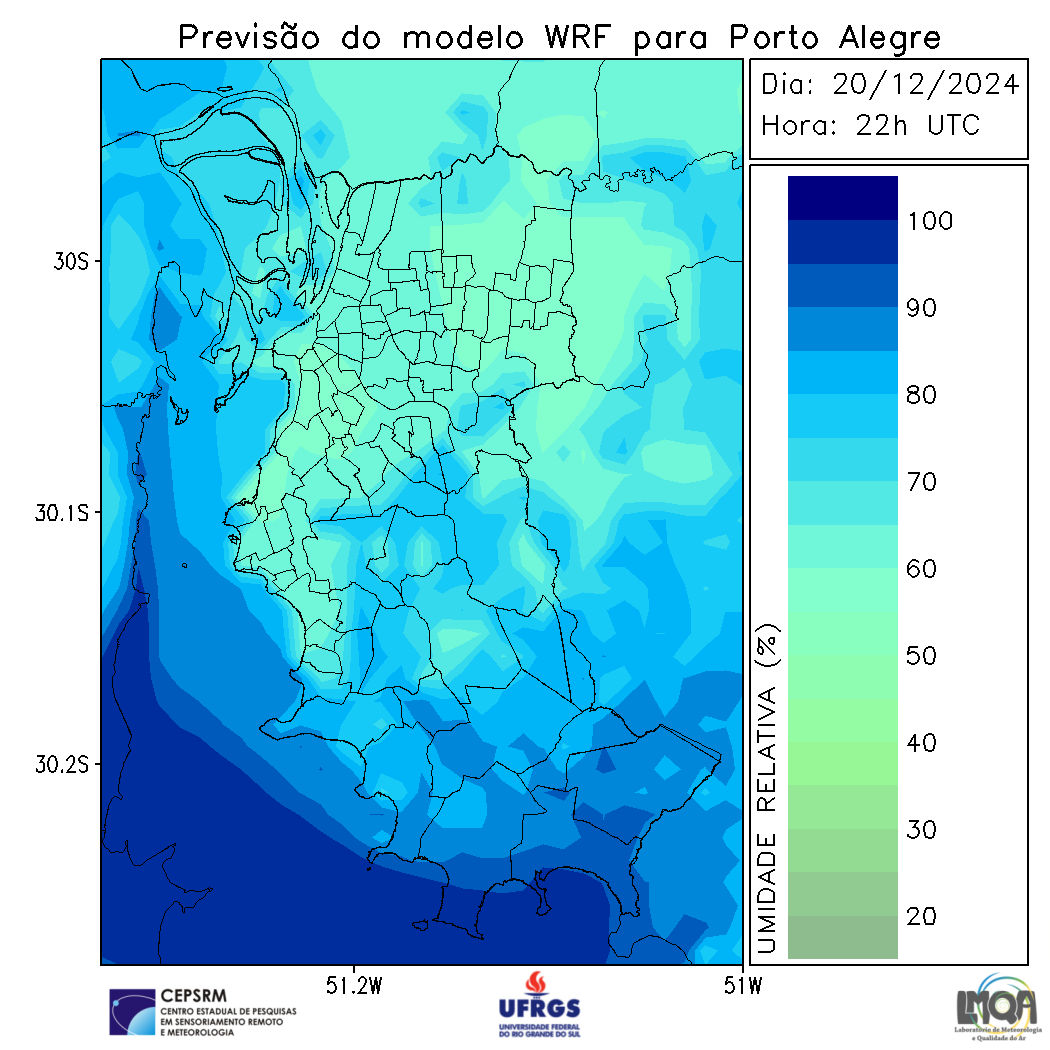 Previsão do modelo WRF para Porto Alegre
Dia: 20/12/2024
Hora: 22h UTC
30S
30.1S
30.2S
51.2W
51W
100
90
80
70
60
50
40
30
20
UMIDADE RELATIVA (%)
CEPSRM
CENTRO ESTADUAL DE PESQUISAS
EM SENSORIAMENTO REMOTO
E METEOROLOGIA
UFRGS
UNIVERSIDADE FEDERAL
DO RIO GRANDE DO SUL
LMQA
Laboratório de Meteorologia
e Qualidade do Ar